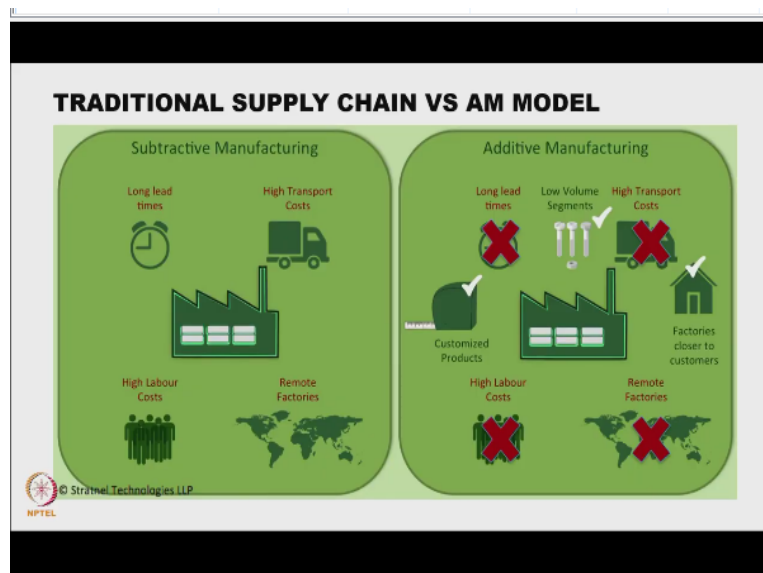 TRADITIONAL SUPPLY CHAIN VS AM MODEL
Subtractive Manufacturing
Long lead
times
High Transport
Costs
High Labour
Costs
Remote
Factories
Additive Manufacturing
Long lead
times
Low Volume
Segments
High Transport
Costs
Customized
Products
Factories
closer to
customers
High Labour
Costs
Remote
Factories
© Stratnel Technologies LLP
NPTEL